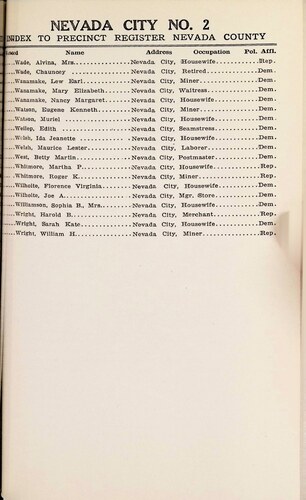 NEVADA CITY NO. 2
INDEX TO PRECINCT REGISTER NEVADA COUNTY
Name Address Occupation Pol. Affl.
Wade, Alvina, Mrs. Nevada City, Housewife Rep.
Wade, Chauncey Nevada City, Retired Dem.
Wanamake, Lew Earl Nevada City, Miner Dem.
Wanamake, Mary Elizabeth Nevada City, Waitress Dem.
Wanamake, Nancy Margaret Nevada City, Housewife Dem.
Watson, Eugene Kenneth Nevada City, Miner Dem.
Watson, Muriel Nevada City, Housewife Dem.
Wellep, Edith Nevada City, Seamstress Dem.
Welsh, Ida Jeanette Nevada City, Housewife Dem.
Welsh, Maurice Lester Nevada City, Laborer Dem.
West, Betty Martin Nevada City, Postmaster Dem.
Whitmore, Martha P. Nevada City, Housewife Rep.
Whitmore, Roger K. Nevada City, Miner Rep.
Wilhoite, Florence Virginia Nevada City, Housewife Dem.
Wilhoite, Joe A. Nevada City, Mgr. Store Dem.
Williamson, Sophia B., Mrs. Nevada City, Housewife Dem.
Wright, Harold B. Nevada City, Merchant Rep.
Wright, Sarah Kate Nevada City, Housewife Dem.
Wright, William H. Nevada City, Miner Rep.